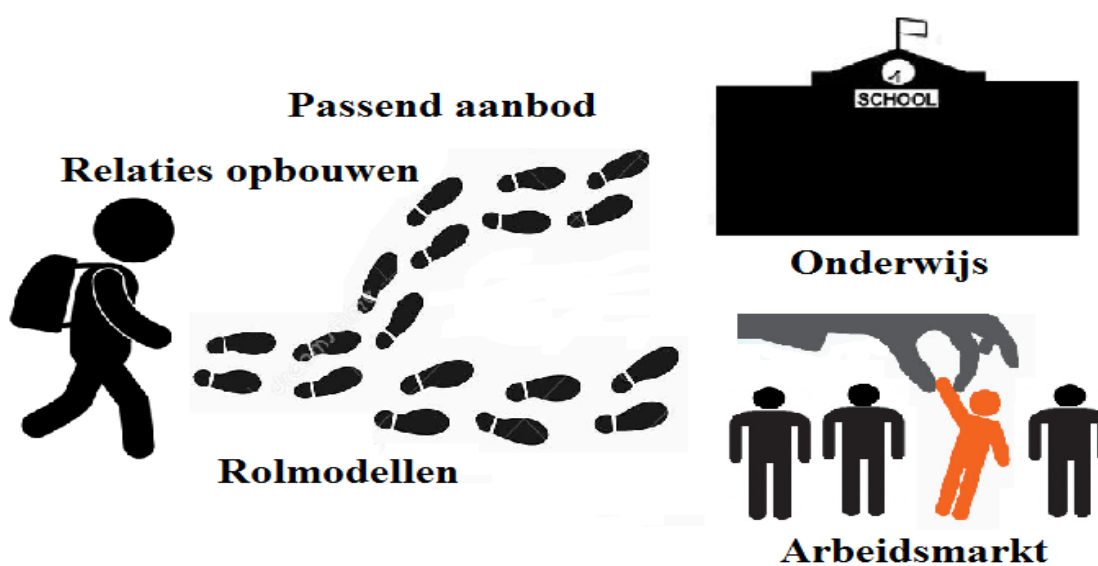 Passend aanbod
Relaties opbouwen
Rolmodellen
SCHOOL
Onderwijs
Arbeidsmarkt